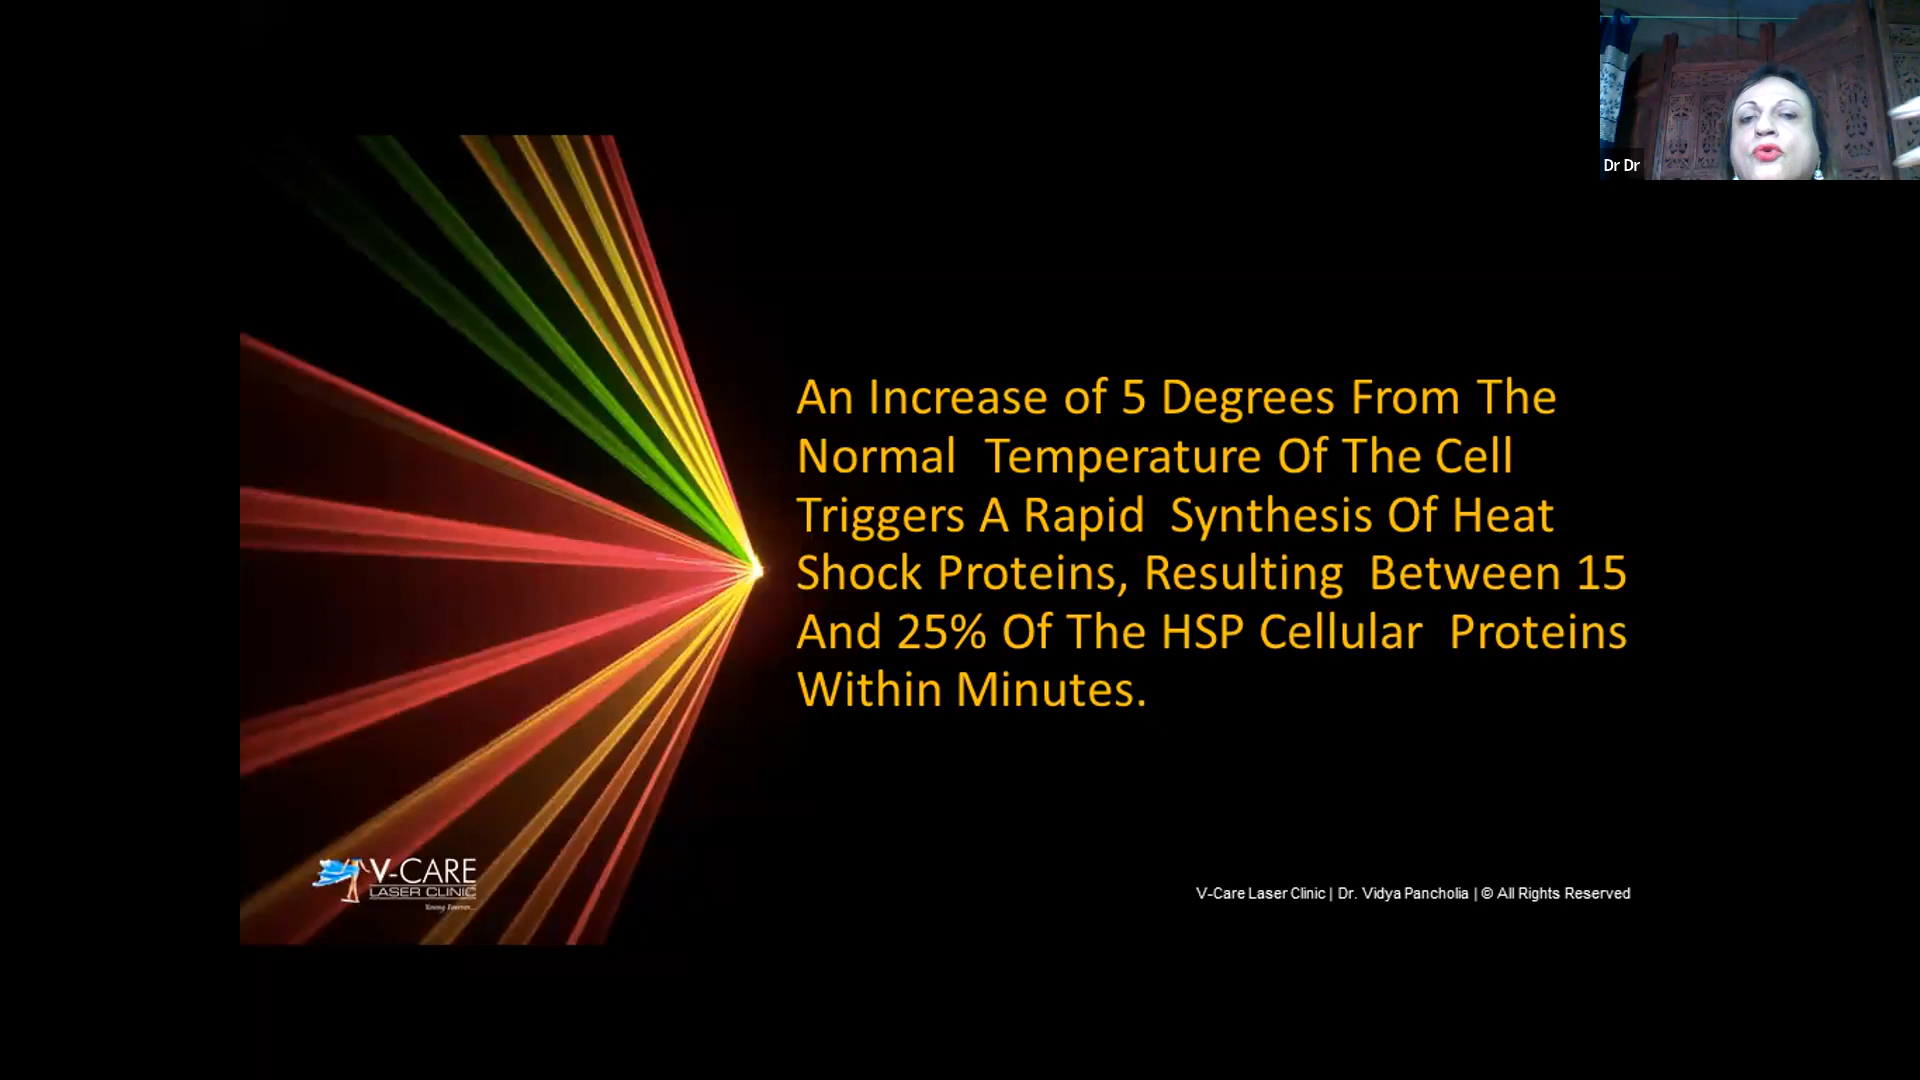 Dr Dr
An Increase of 5 Degrees From The
Normal Temperature Of The Cell
Triggers A Rapid Synthesis Of Heat
Shock Proteins, Resulting Between 15
And 25% Of The HSP Cellular Proteins
Within Minutes.
V-CARE
LASER CLINIC
Young Forever...
V-Care Laser Clinic | Dr. Vidya Pancholia | © All Rights Reserved